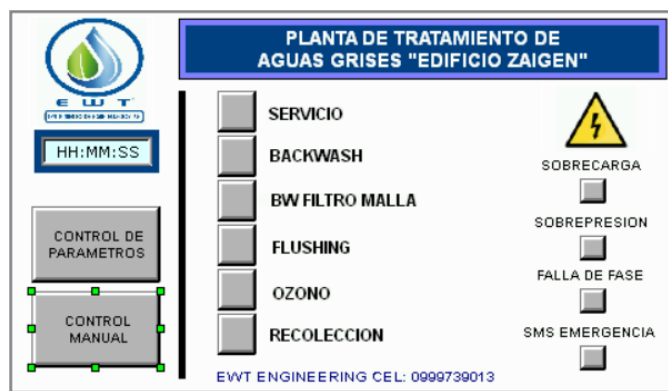 PLANTA DE TRATAMIENTO DE
AGUAS GRISES "EDIFICIO ZAIGEN"
E W T
HH:MM:SS
CONTROL DE
PARAMETROS
CONTROL
MANUAL
SERVICIO
BACKWASH
BW FILTRO MALLA
FLUSHING
OZONO
RECOLECCION
SOBRECARGA
SOBREPRESION
FALLA DE FASE
SMS EMERGENCIA
EWT ENGINEERING CEL: 0999739013